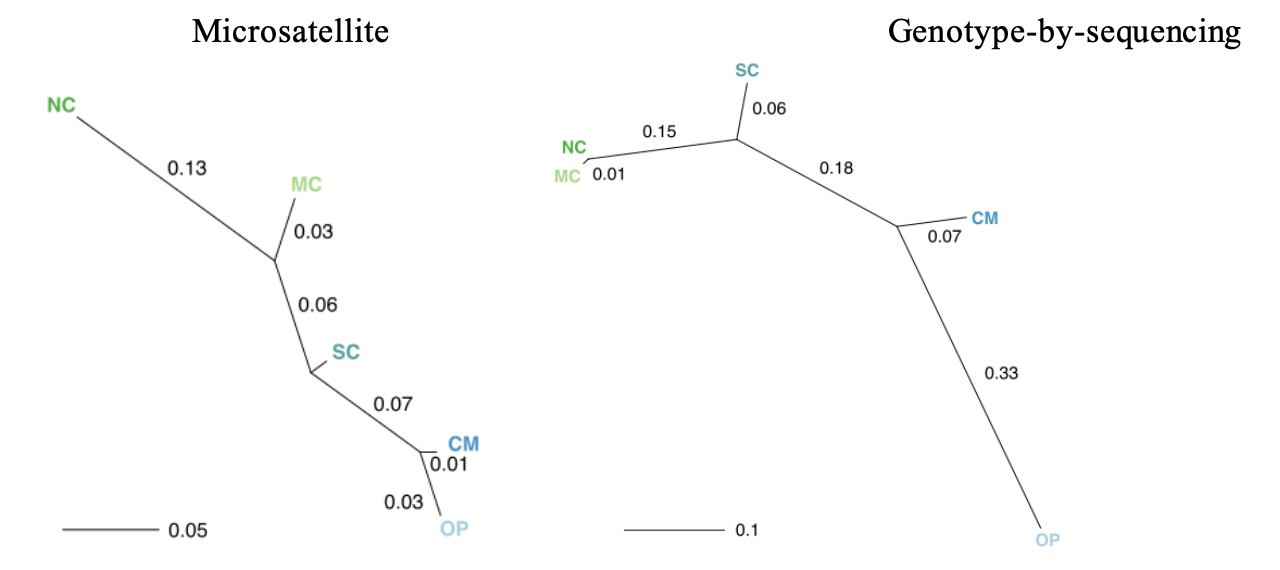 Microsatellite
NC
0.13
MC
0.03
0.06
SC
0.07
CM
0.01
0.03
OP
0.05
Genotype-by-sequencing
SC
0.06
0.15
NC
MC 0.01
0.18
CM
0.07
0.33
0.1
OP